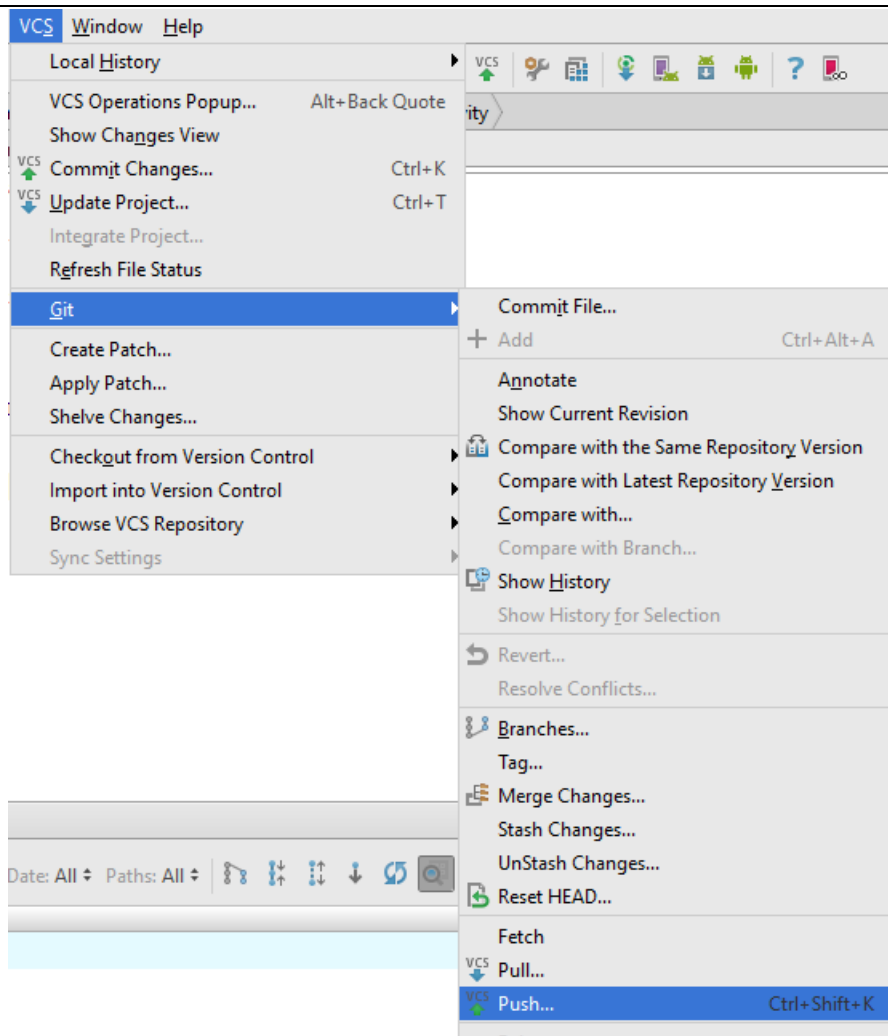 VCS Window Help
Local History
VCS
?
VCS Operations Popup... Alt+Back Quote
ity
Show Changes View
VCS Commit Changes... Ctrl+K
VCS Update Project... Ctrl+T
Integrate Project...
Refresh File Status
Git
Create Patch...
Apply Patch...
Shelve Changes...
Checkout from Version Control
Import into Version Control
Browse VCS Repository
Sync Settings
Commit File...
Add Ctrl+Alt+A
Annotate
Show Current Revision
Compare with the Same Repository Version
Compare with Latest Repository Version
Compare with...
Compare with Branch...
Show History
Show History for Selection
Revert...
Resolve Conflicts...
Branches...
Tag...
Merge Changes...
Stash Changes...
UnStash Changes...
Reset HEAD...
Fetch
VCS Pull...
VCS Push... Ctrl+Shift+K
Date: All Paths: All